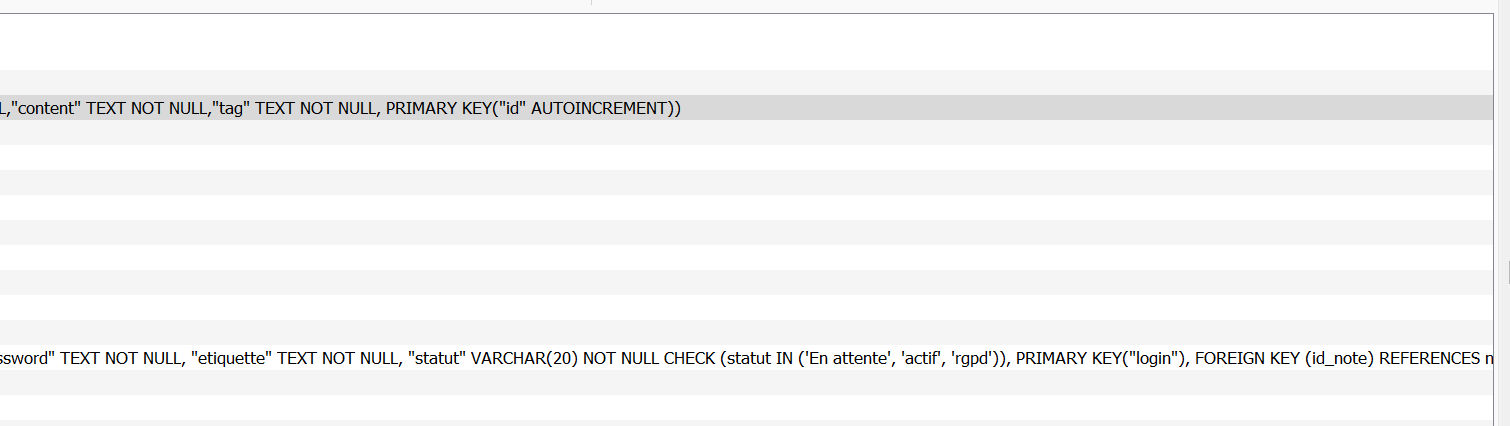 ,"content" TEXT NOT NULL,"tag" TEXT NOT NULL, PRIMARY KEY("id" AUTOINCREMENT))
" TEXT NOT NULL, "etiquette" TEXT NOT NULL, "statut" VARCHAR(20) NOT NULL CHECK (statut IN ('En attente', 'actif', 'rgpd')), PRIMARY KEY("login"), FOREIGN KEY (id_note) REFERENCES